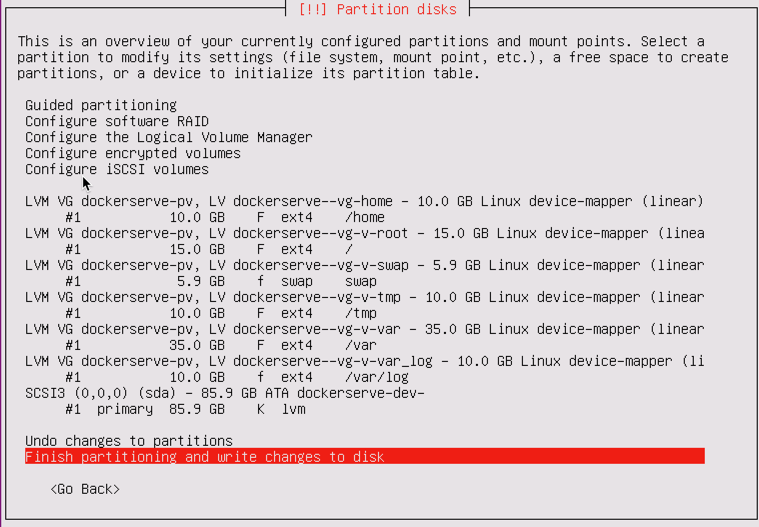 [!!] Partition disks
This is an overview of your currently configured partitions and mount points. Select a
partition to modify its settings (file system, mount point, etc.), a free space to create
partitions, or a device to initialize its partition table.
Guided partitioning
Configure software RAID
Configure the Logical Volume Manager
Configure encrypted volumes
Configure iSCSI volumes
LVM VG dockerserve-pv, LV dockerserve--vg-home - 10.0 GB Linux device-mapper (linear)
#1 10.0 GB F ext4 /home
LVM VG dockerserve-pv, LV dockerserve--vg-v-root - 15.0 GB Linux device-mapper (linea
#1 15.0 GB F ext4 /
LVM VG dockerserve-pv, LV dockerserve--vg-v-swap - 5.9 GB Linux device-mapper (linear
#1 5.9 GB f swap swap
LVM VG dockerserve-pv, LV dockerserve--vg-v-tmp - 10.0 GB Linux device-mapper (linear
#1 10.0 GB F ext4 /tmp
LVM VG dockerserve-pv, LV dockerserve--vg-v-var - 35.0 GB Linux device-mapper (linear
#1 35.0 GB F ext4 /var
LVM VG dockerserve-pv, LV dockerserve--vg-v-var_log - 10.0 GB Linux device-mapper (li
#1 10.0 GB f ext4 /var/log
SCSI3 (0,0,0) (sda) - 85.9 GB ATA dockerserve-dev-
#1 primary 85.9 GB K lvm
Undo changes to partitions
Finish partitioning and write changes to disk
<Go Back>